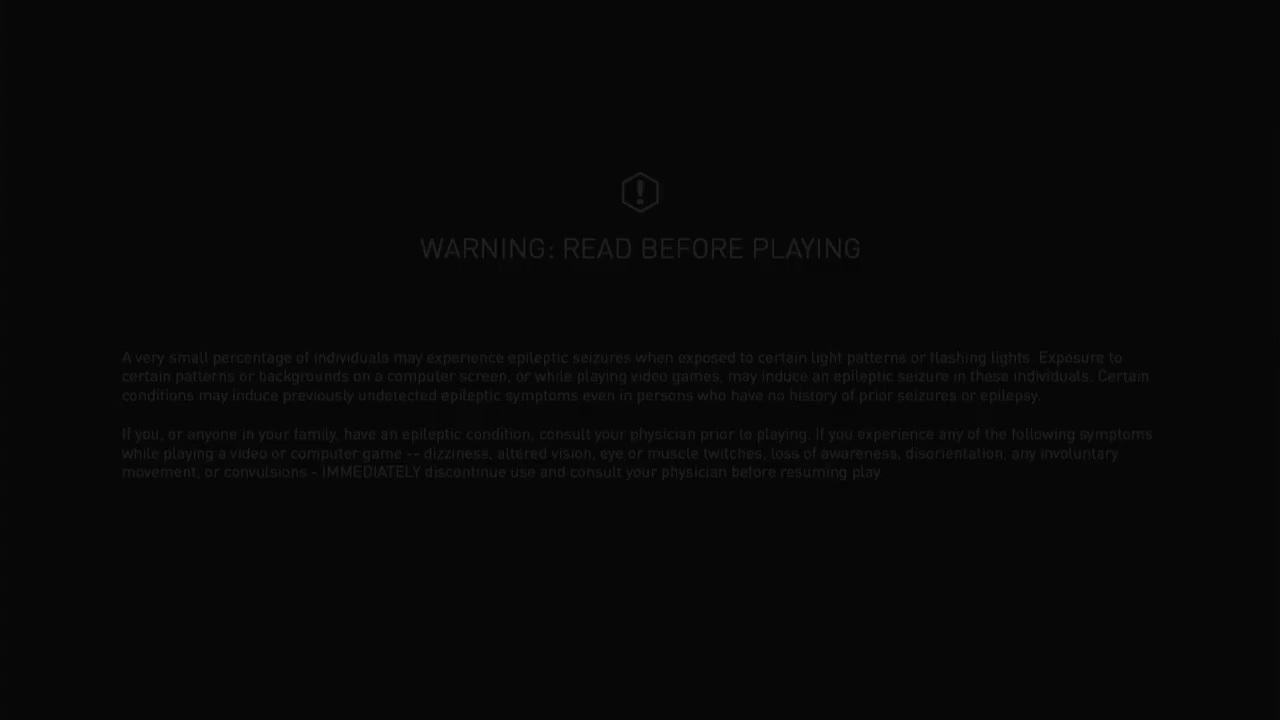 WARNING: READ BEFORE PLAYING
A very small percentage of individuals may experience epileptic seizures when exposed to certain light patterns or flashing lights. Exposure to
certain patterns or backgrounds on a computer screen, or while playing video games, may induce an epileptic seizure in these individuals. Certain
conditions may induce previously undetected epileptic symptoms even in persons who have no history of prior seizures or epilepsy.
If you, or anyone in your family, have an epileptic condition, consult your physician prior to playing. If you experience any of the following symptoms
while playing a video or computer game -- dizziness, altered vision, eye or muscle twitches, loss of awareness, disorientation, any involuntary
movement, or convulsions - IMMEDIATELY discontinue use and consult your physician before resuming play.